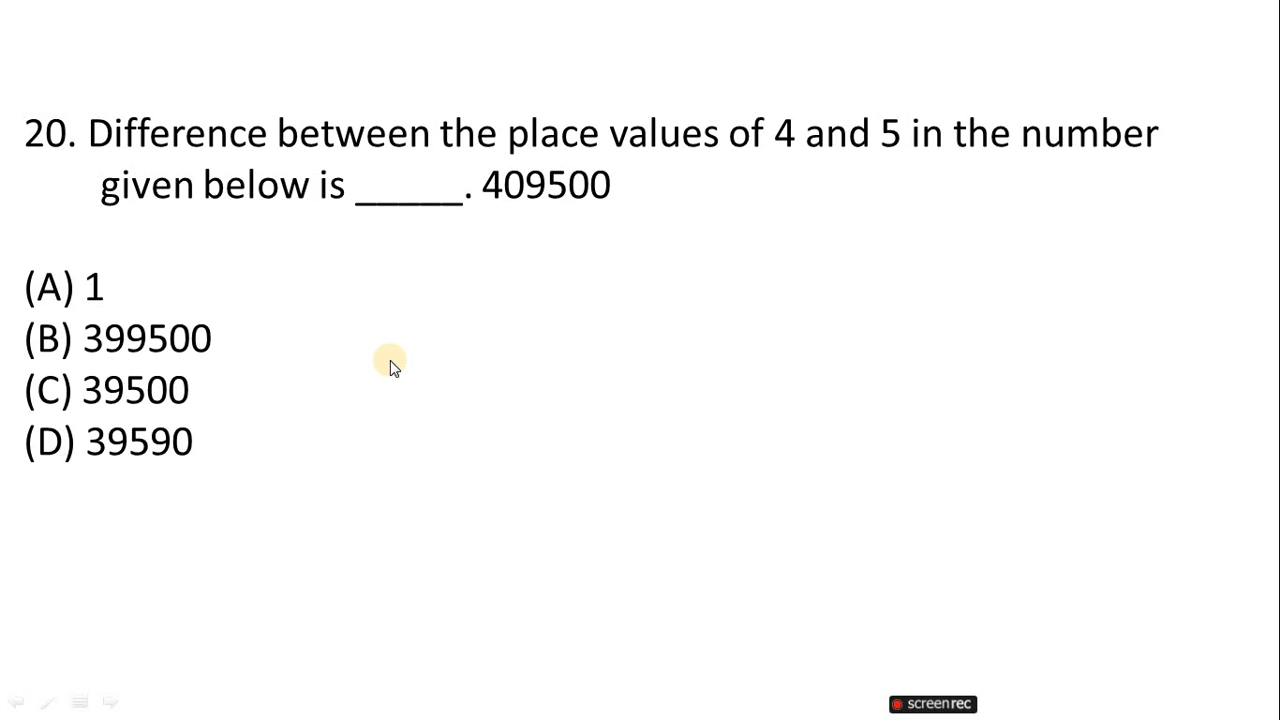 20. Difference between the place values of 4 and 5 in the number
given below is _____. 409500
(A) 1
(B) 399500
(C) 39500
(D) 39590
screenrec